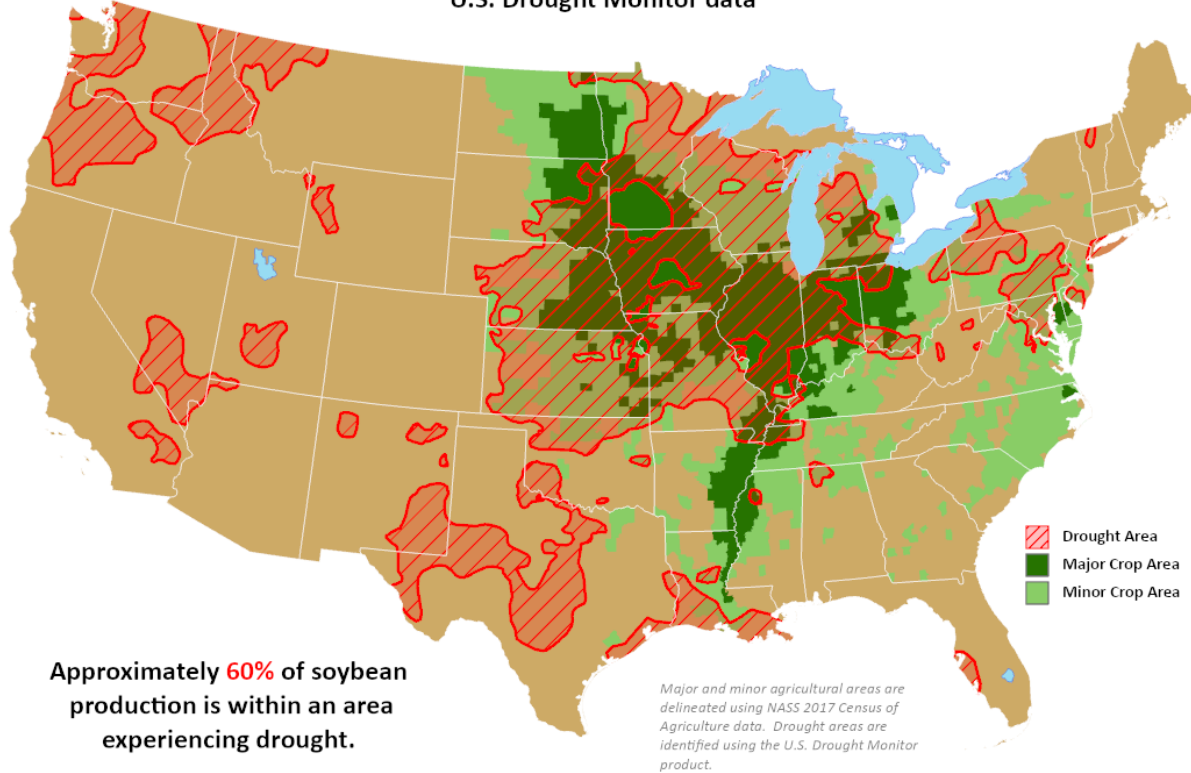 U.S. Drought Monitor data
Drought Area
Major Crop Area
Minor Crop Area
Approximately 60% of soybean
production is within an area
experiencing drought.
Major and minor agricultural areas are
delineated using NASS 2017 Census of
Agriculture data.  Drought areas are
identified using the U.S. Drought Monitor
product.